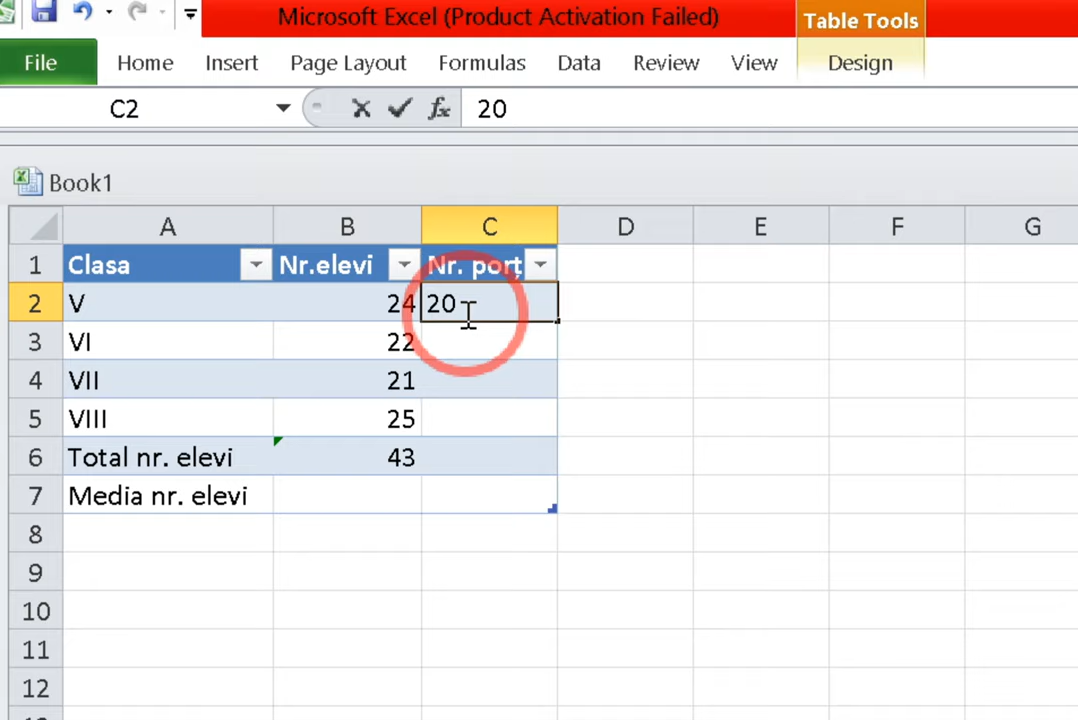 Microsoft Excel (Product Activation Failed)
Table Tools
File Home Insert Page Layout Formulas Data Review View Design
C2 fx 20
Book1
A B C D E F G
1 Clasa Nr.elevi Nr. porț
2 V 24 20
3 VI 22
4 VII 21
5 VIII 25
6 Total nr. elevi 43
7 Media nr. elevi
8
9
10
11
12